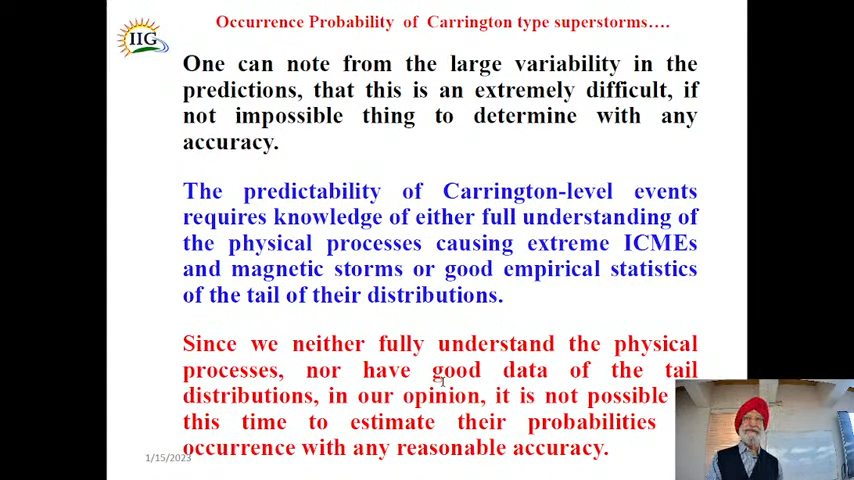 Occurrence Probability of Carrington type superstorms….
IIG
One can note from the large variability in the
predictions, that this is an extremely difficult, if
not impossible thing to determine with any
accuracy.
The predictability of Carrington-level events
requires knowledge of either full understanding of
the physical processes causing extreme ICMEs
and magnetic storms or good empirical statistics
of the tail of their distributions.
Since we neither fully understand the physical
processes, nor have good data of the tail
distributions, in our opinion, it is not possible
this time to estimate their probabilities
occurrence with any reasonable accuracy.
1/15/2023